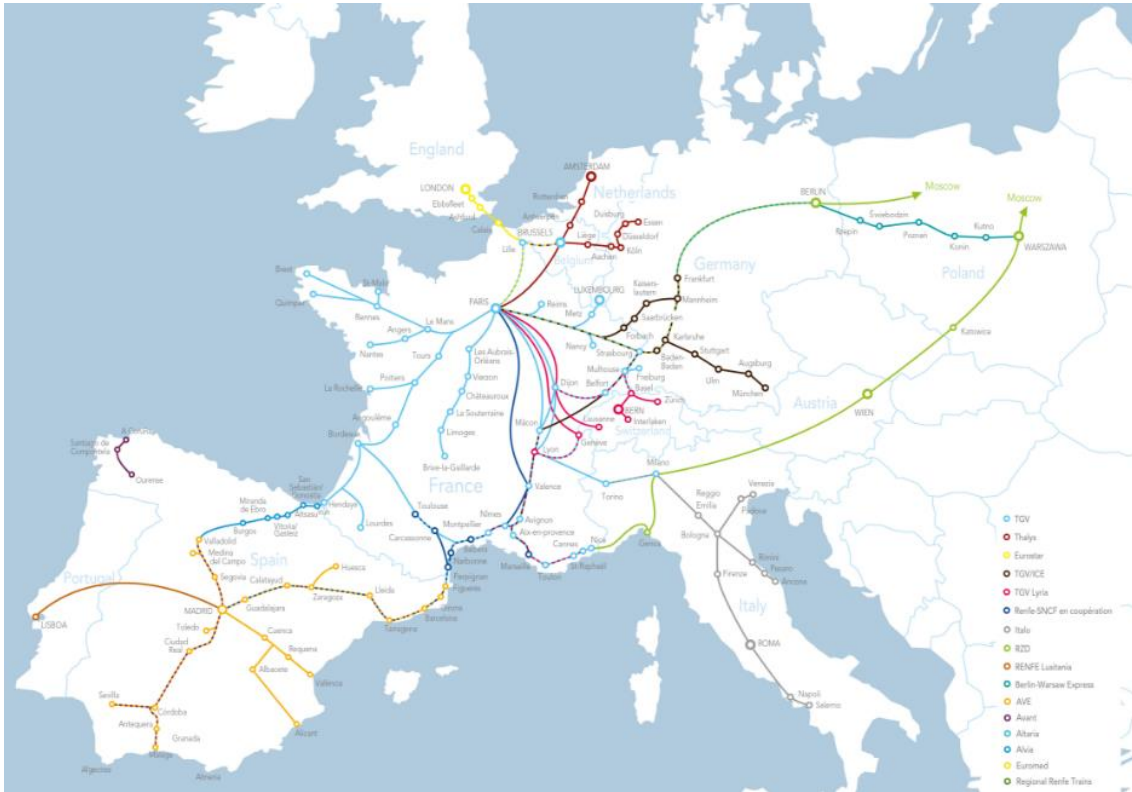 England
LONDON
Ebbsfleet
Ashford
Calais
Lille
AMSTERDAM
Rotterdam
Netherlands
Antwerpen
BRUSSELS
Belgium
Liège
Aachen
Duisburg
Essen
Düsseldorf
Köln
BERLIN
Moscow
Moscow
Rzepin
Swiebodzin
Poznan
Konin
Kutno
WARSZAWA
Poland
Katowice
Germany
Frankfurt
Mannheim
Kaisers-
lautern
Saarbrücken
Forbach
Karlsruhe
Baden-
Baden
Stuttgart
Ulm
Augsburg
München
LUXEMBOURG
Metz
Reims
Nancy
Strasbourg
PARIS
Brest
Quimper
St Malo
Rennes
Le Mans
Angers
Nantes
Tours
Poitiers
La Rochelle
Angoulême
Bordeaux
Les Aubrais-
Orléans
Vierzon
Châteauroux
La Souterraine
Limoges
Brive-la-Gaillarde
Mulhouse
Belfort
Freiburg
Basel
Zürich
BERN
Interlaken
Switzerland
Lausanne
Geneve
Dijon
Mâcon
Lyon
Valence
France
Austria
WIEN
Milano
Torino
Genova
Nice
Cannes
St Raphaël
Toulon
Marseille
Aix-en-provence
Avignon
Nîmes
Montpellier
Béziers
Narbonne
Perpignan
Carcassonne
Toulouse
Lourdes
Hendaye
Irun
San
Sebastián/
Donostia
Altsasu
Vitoria/
Gasteiz
Miranda
de Ebro
Burgos
Valladolid
Medina
del Campo
Segovia
Spain
A Coruña
Santiago de
Compostela
Ourense
Portugal
LISBOA
MADRID
Guadalajara
Calatayud
Zaragoza
Huesca
Lleida
Tarragona
Barcelona
Girona
Figueres
Toledo
Ciudad
Real
Cuenca
Requena
Valencia
Albacete
Alicant
Sevilla
Córdoba
Antequera
Granada
Málaga
Algeciras
Almeria
Reggio
Emilia
Bologna
Venezia
Padova
Rimini
Pesaro
Ancona
Firenze
Italy
ROMA
Napoli
Salerno
TGV
Thalys
Eurostar
TGV/ICE
TGV Lyria
Renfe-SNCF en coopération
Italo
RZD
RENFE Lusitania
Berlin-Warsaw Express
AVE
Avant
Altaria
Alvia
Euromed
Regional Renfe Trains